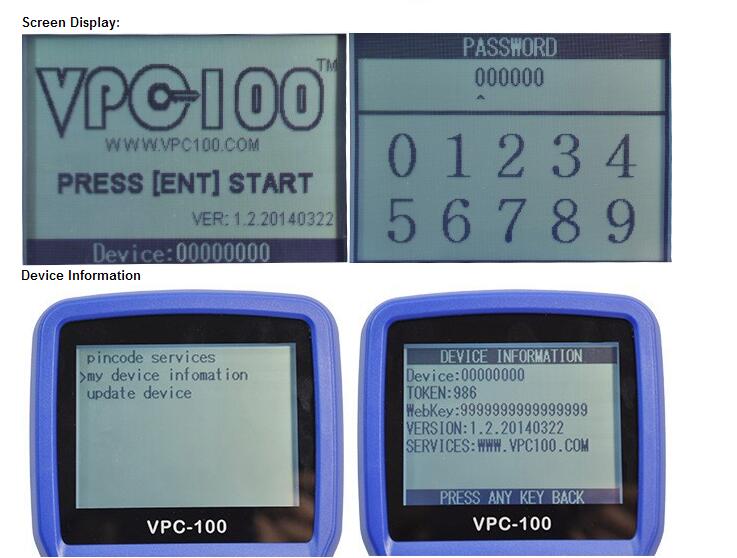 Screen Display:
VPC-100™
WWW.VPC100.COM
PRESS [ENT] START
VER: 1.2.20140322
Device:00000000
PASSWORD
000000
^
0 1 2 3 4
5 6 7 8 9
Device Information
pincode services
>my device infomation
update device
VPC-100
DEVICE INFORMATION
Device:00000000
TOKEN:986
WebKey:9999999999999999
VERSION:1.2.20140322
SERVICES:WWW.VPC100.COM
PRESS ANY KEY BACK
VPC-100